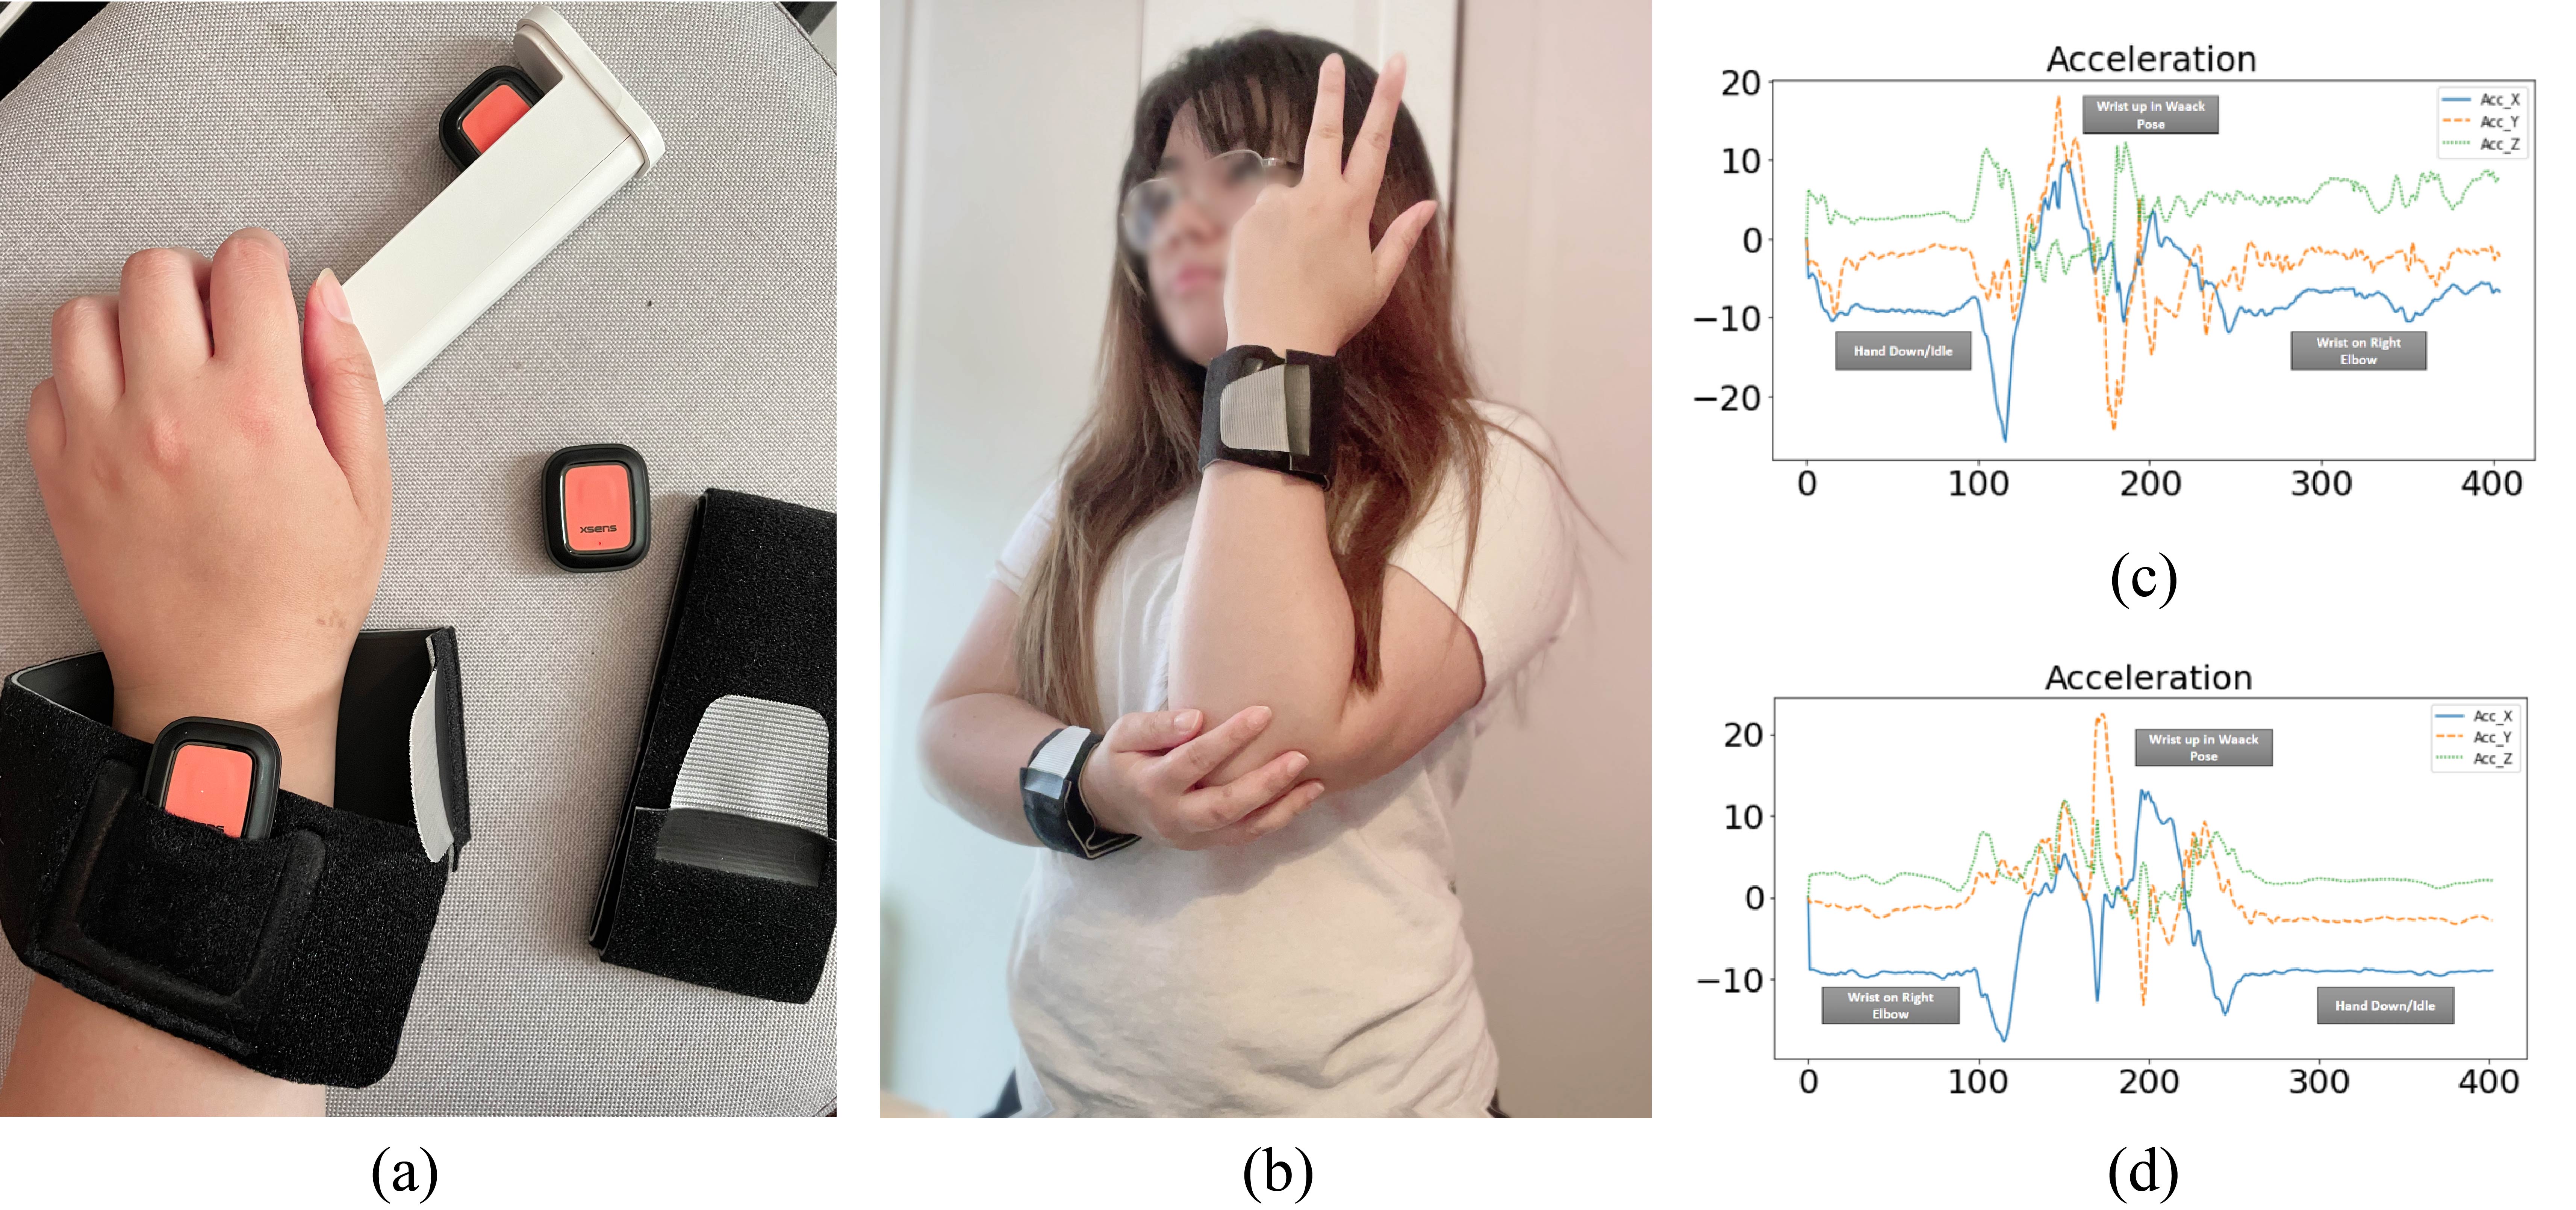 xsens
(a)
(b)
Acceleration
20
10
0
−10
−20
0 100 200 300 400
Acc_X
Acc_Y
Acc_Z
Wrist up in Waack
Pose
Hand Down/Idle
Wrist on Right
Elbow
(c)
Acceleration
20
10
0
−10
0 100 200 300 400
Acc_X
Acc_Y
Acc_Z
Wrist up in Waack
Pose
Wrist on Right
Elbow
Hand Down/Idle
(d)